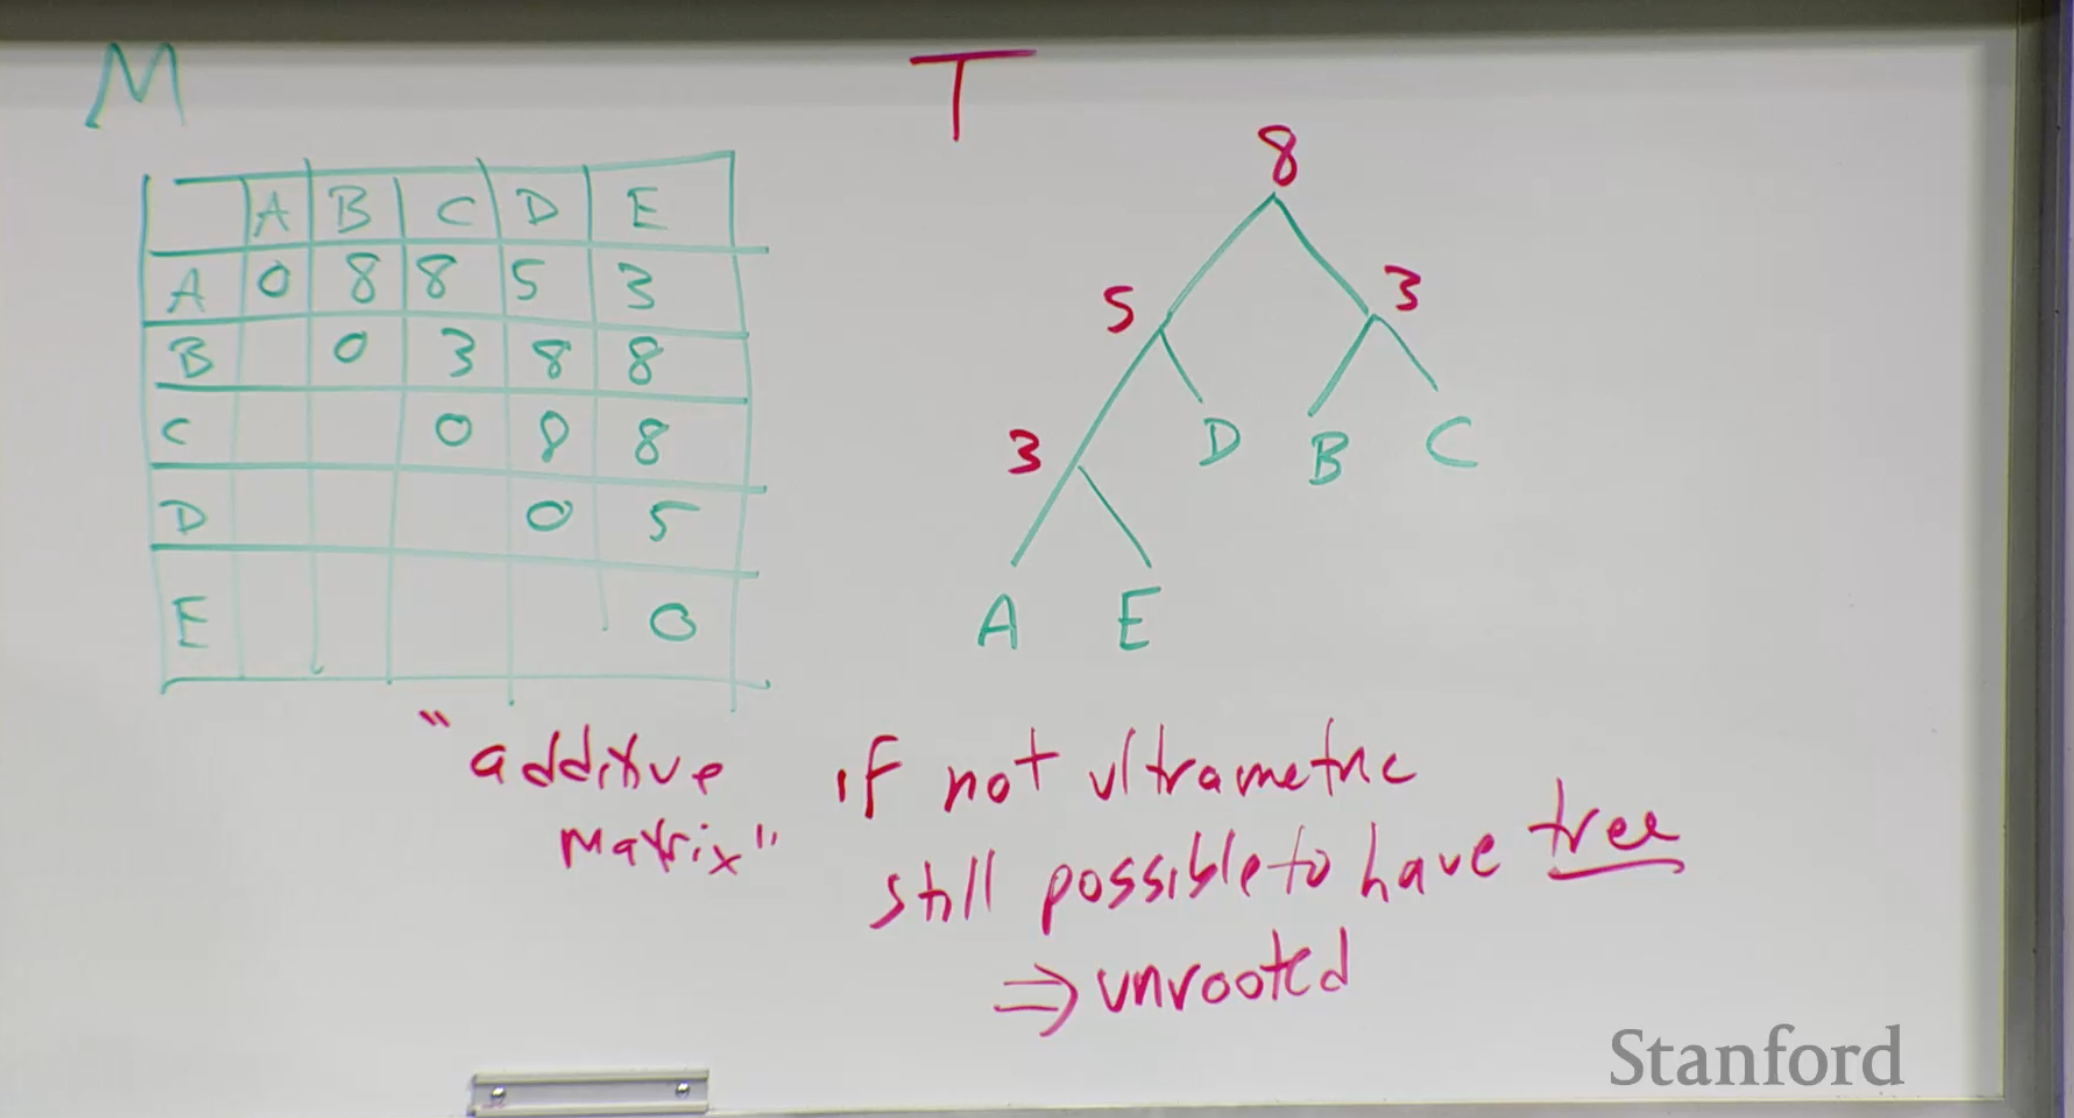 M
T
A B C D E
A 0 8 8 5 3
B 0 3 8 8
C 0 8 8
D 0 5
E 0
8
5 3
3 D B C
A E
"additive
matrix"
if not ultrametric
still possible to have tree
⇒ unrooted
Stanford